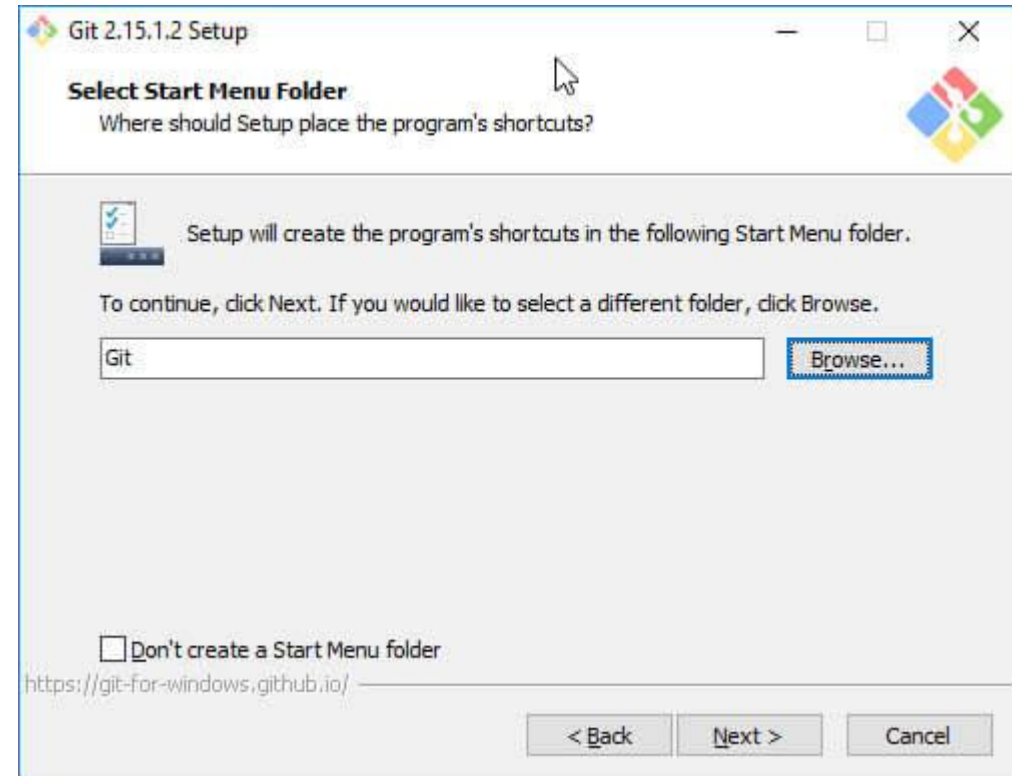 Git 2.15.1.2 Setup
Select Start Menu Folder
Where should Setup place the program's shortcuts?
Setup will create the program's shortcuts in the following Start Menu folder.
To continue, click Next. If you would like to select a different folder, click Browse.
Git
Browse...
Don't create a Start Menu folder
https://git-for-windows.github.io/
< Back
Next >
Cancel